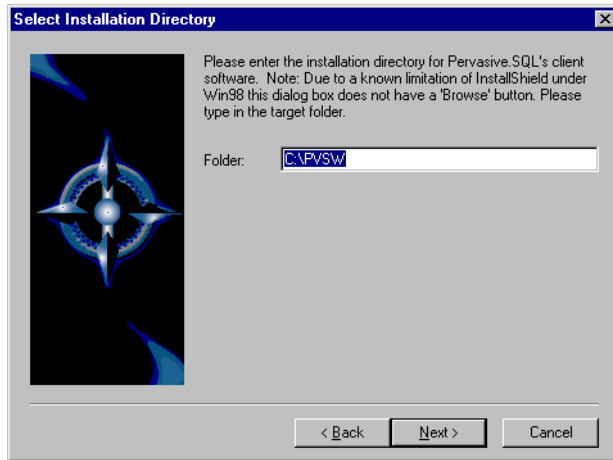 Select Installation Directory
Please enter the installation directory for Pervasive.SQL's client
software. Note: Due to a known limitation of InstallShield under
Win98 this dialog box does not have a 'Browse' button. Please
type in the target folder.
Folder: C:\PVSW
< Back Next > Cancel